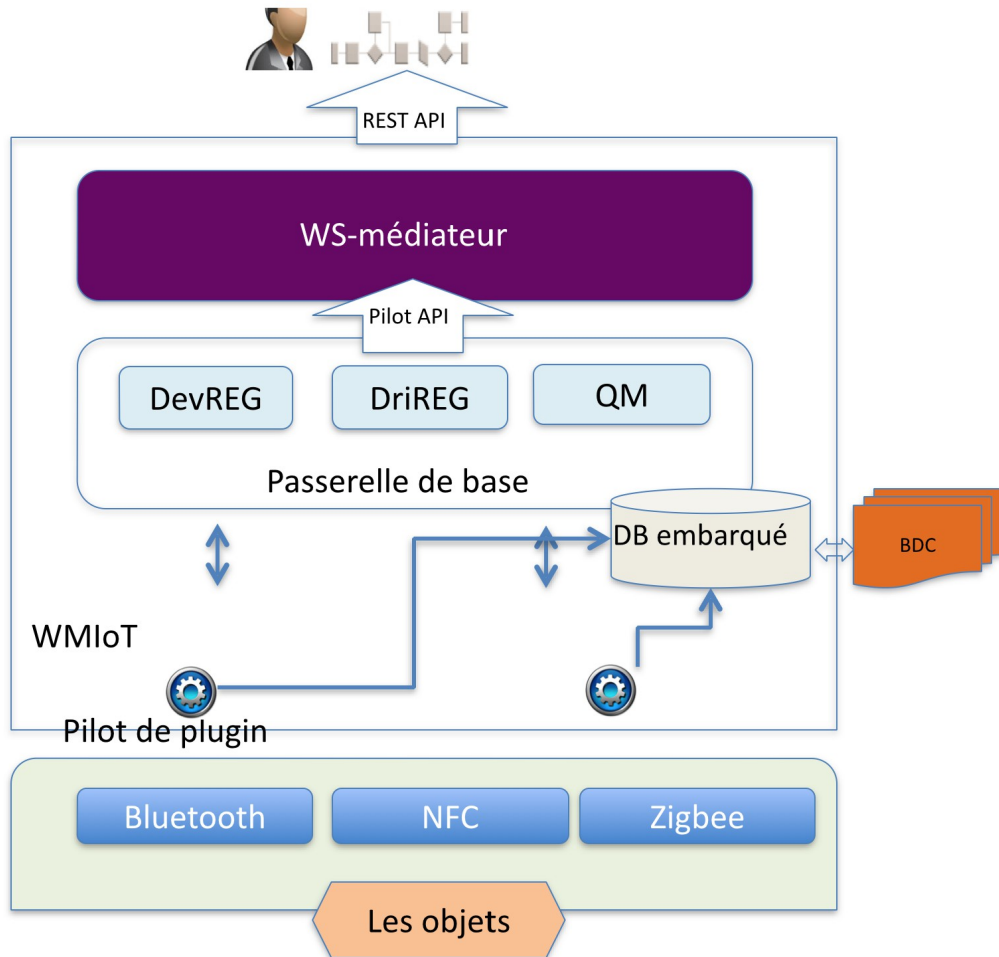 REST API
WS-médiateur
Pilot API
DevREG
DriREG
QM
Passerelle de base
DB embarqué
BDC
WMIoT
Pilot de plugin
Bluetooth
NFC
Zigbee
Les objets